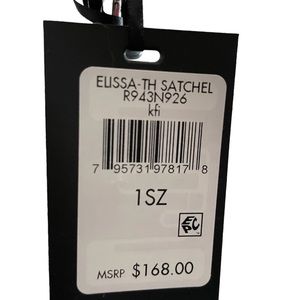 ELISSA-TH SATCHEL
R943N926
kfi
7 95731 97817 8
1SZ
MSRP $168.00